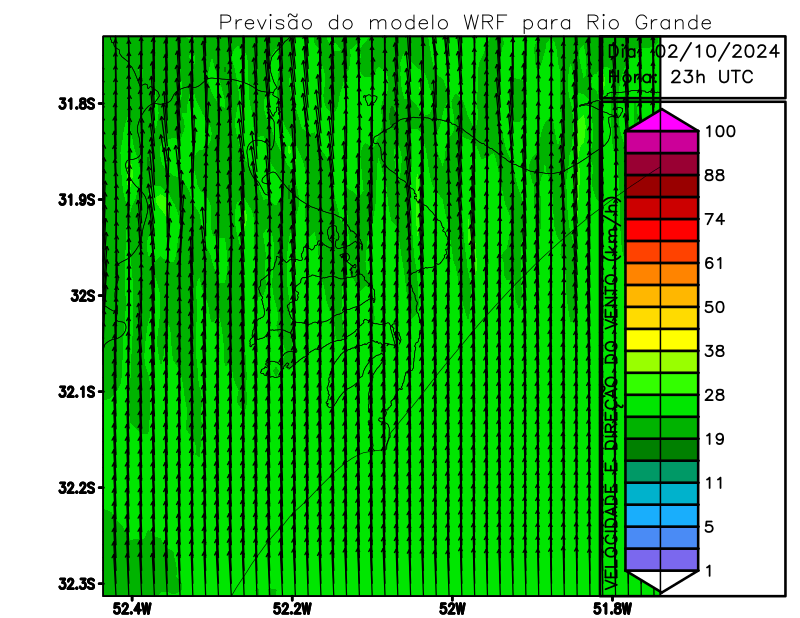 Previsão do modelo WRF para Rio Grande
Dia: 02/10/2024
Hora: 23h UTC
31.8S
31.9S
32S
32.1S
32.2S
32.3S
52.4W
52.2W
52W
51.8W
VELOCIDADE E DIREÇÃO DO VENTO (km/h)
100
88
74
61
50
38
28
19
11
5
1